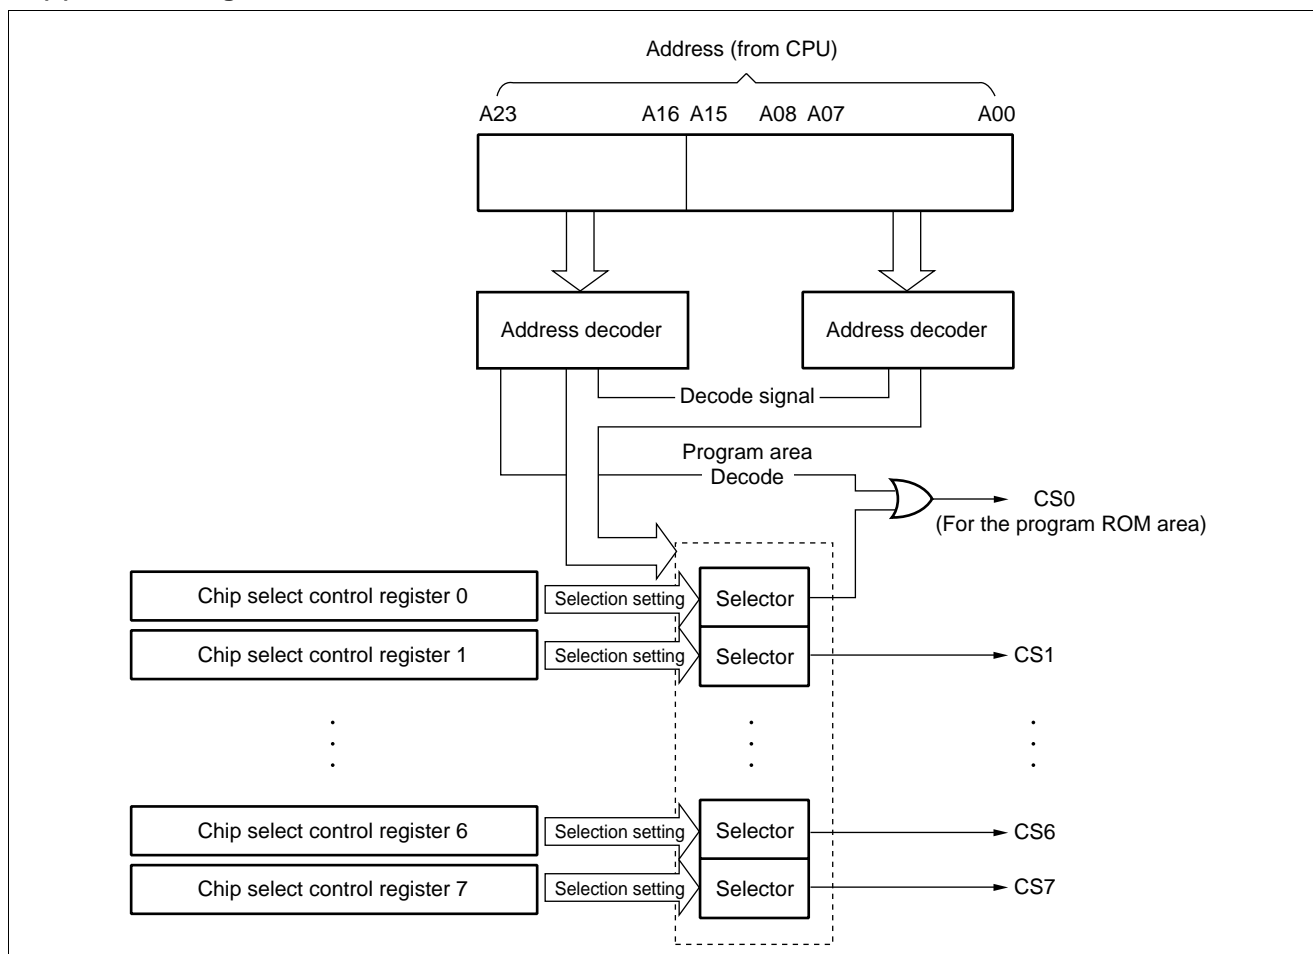 Address (from CPU)
A23 A16 A15 A08 A07 A00
Address decoder Address decoder
Decode signal
Program area
Decode
CS0
(For the program ROM area)
Chip select control register 0 Selection setting Selector
Chip select control register 1 Selection setting Selector CS1
Chip select control register 6 Selection setting Selector CS6
Chip select control register 7 Selection setting Selector CS7